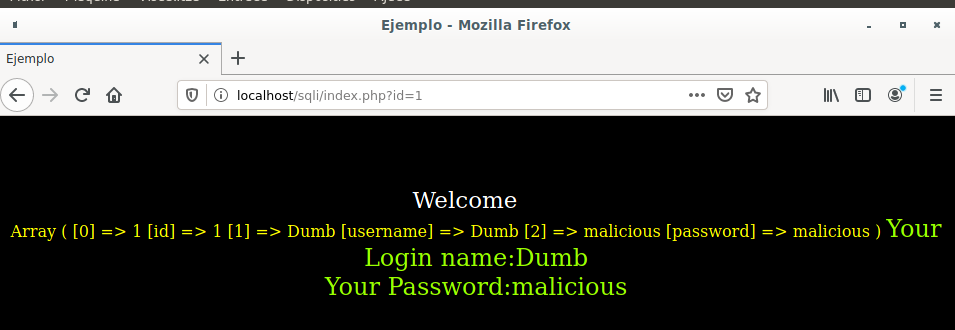 Ejemplo - Mozilla Firefox
Ejemplo
localhost/sqli/index.php?id=1
Welcome
Array ( [0] => 1 [id] => 1 [1] => Dumb [username] => Dumb [2] => malicious [password] => malicious ) Your
Login name:Dumb
Your Password:malicious